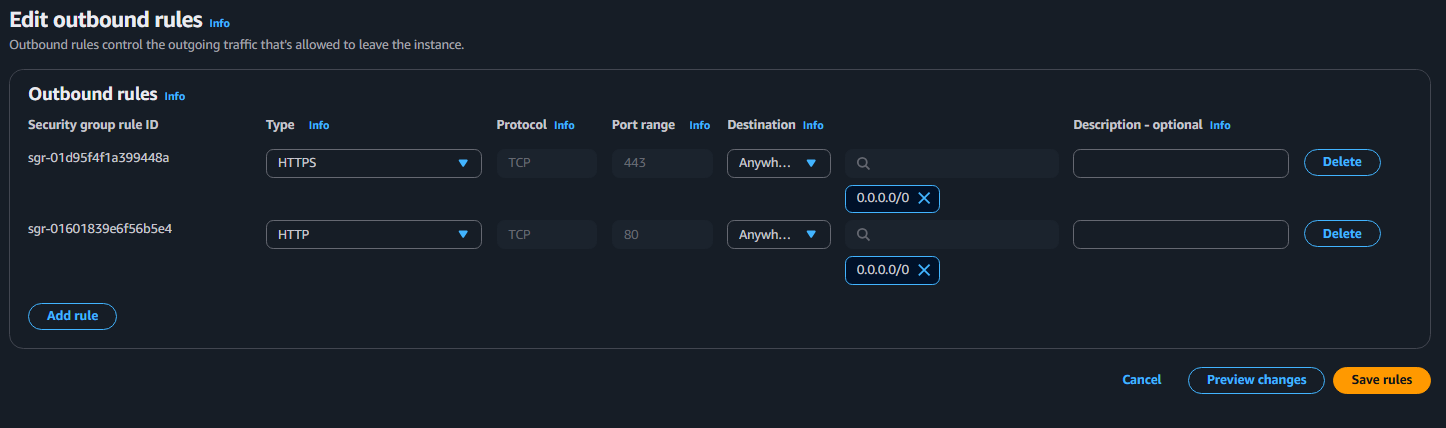 Edit outbound rules Info
Outbound rules control the outgoing traffic that's allowed to leave the instance.
Outbound rules Info
Security group rule ID Type Info Protocol Info Port range Info Destination Info Description - optional Info
sgr-01d95f4f1a399448a HTTPS TCP 443 Anywh... Delete
0.0.0.0/0
sgr-01601839e6f56b5e4 HTTP TCP 80 Anywh... Delete
0.0.0.0/0
Add rule
Cancel Preview changes Save rules